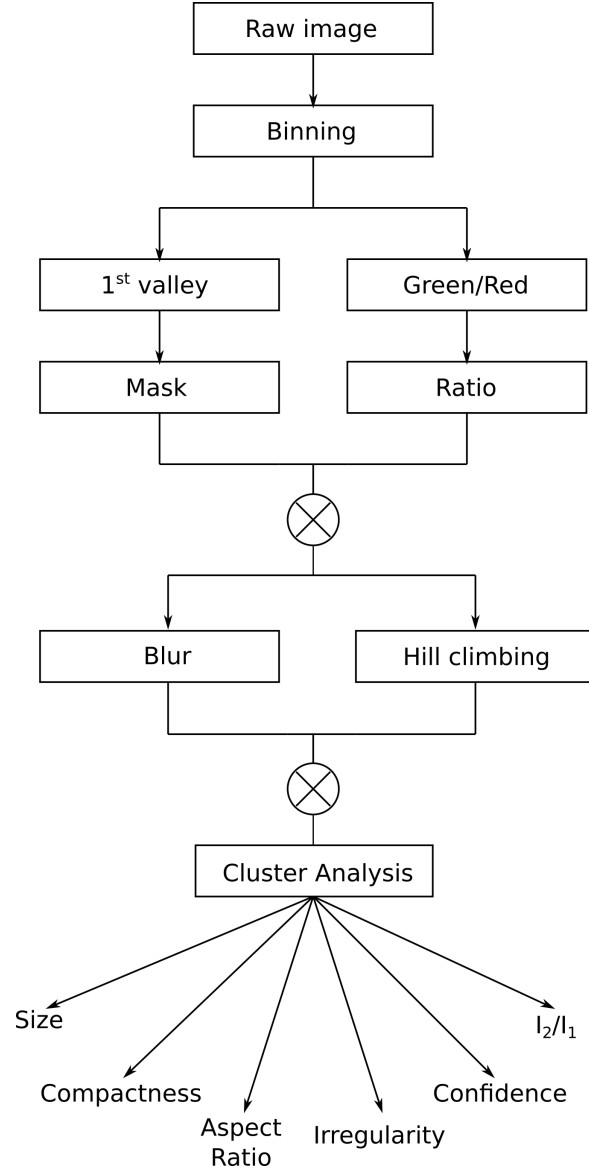 Raw image
Binning
1ˢᵗ valley
Green/Red
Mask
Ratio
Blur
Hill climbing
Cluster Analysis
Size
I₂/I₁
Compactness
Confidence
Aspect
Ratio
Irregularity